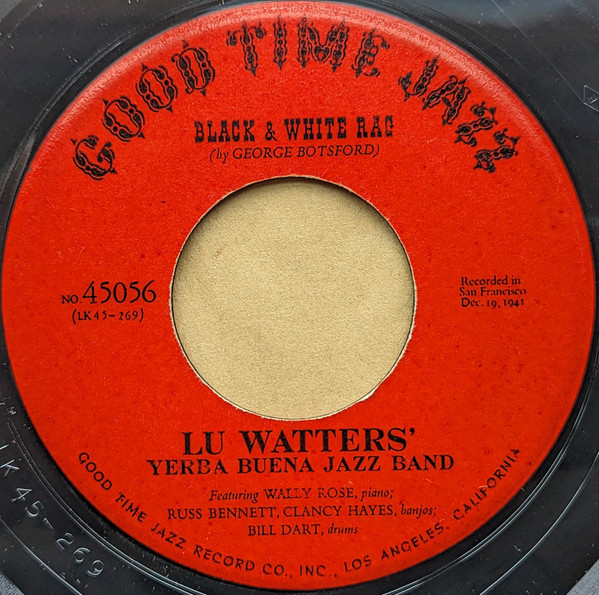 GOOD TIME JAZZ
BLACK & WHITE RAG
(by GEORGE BOTSFORD)
NO. 45056
(LK45-269)
Recorded in
San Francisco
Dec. 19, 1941
LU WATTERS'
YERBA BUENA JAZZ BAND
Featuring WALLY ROSE, piano;
RUSS BENNETT, CLANCY HAYES, banjos;
BILL DART, drums
GOOD TIME JAZZ RECORD CO., INC., LOS ANGELES, CALIFORNIA
LK45-269